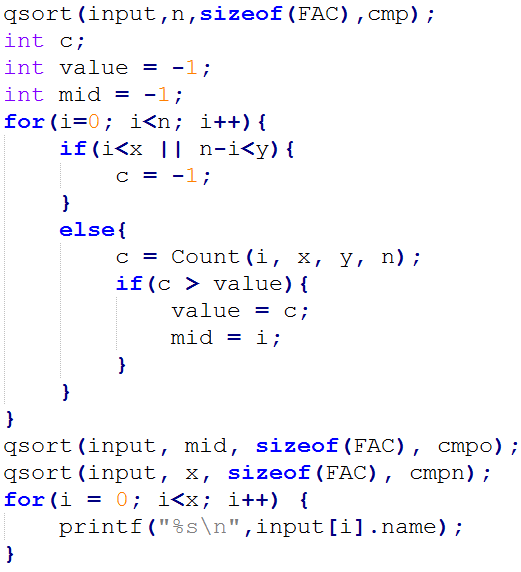 qsort(input,n,sizeof(FAC),cmp);
int c;
int value = -1;
int mid = -1;
for(i=0; i<n; i++){
    if(i<x || n-i<y){
        c = -1;
    }
    else{
        c = Count(i, x, y, n);
        if(c > value){
            value = c;
            mid = i;
        }
    }
}
qsort(input, mid, sizeof(FAC), cmpo);
qsort(input, x, sizeof(FAC), cmpn);
for(i = 0; i<x; i++) {
    printf("%s\n",input[i].name);
}